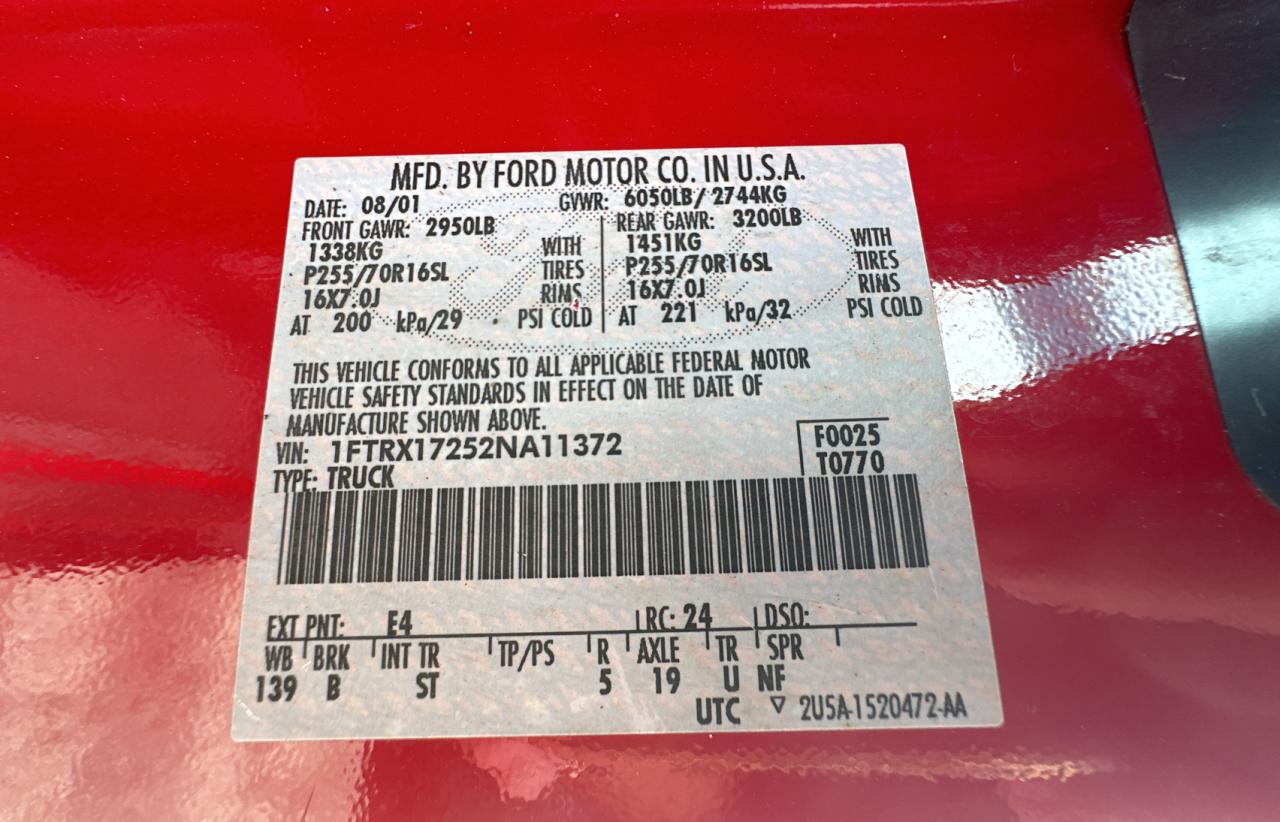 MFD. BY FORD MOTOR CO. IN U.S.A.
DATE: 08/01 GVWR: 6050LB/ 2744KG
FRONT GAWR: 2950LB REAR GAWR: 3200LB
1338KG WITH 1451KG WITH
P255/70R16SL TIRES P255/70R16SL TIRES
16X7.0J RIMS 16X7.0J RIMS
AT 200 kPa/29 PSI COLD AT 221 kPa/32 PSI COLD
THIS VEHICLE CONFORMS TO ALL APPLICABLE FEDERAL MOTOR
VEHICLE SAFETY STANDARDS IN EFFECT ON THE DATE OF
MANUFACTURE SHOWN ABOVE.
VIN: 1FTRX17252NA11372 F0025
TYPE: TRUCK T0770
EXT PNT: E4 RC: 24 DSO:
WB BRK INT TR TP/PS R AXLE TR SPR
139 B ST 5 19 U NF
UTC ▽ 2U5A-1520472-AA